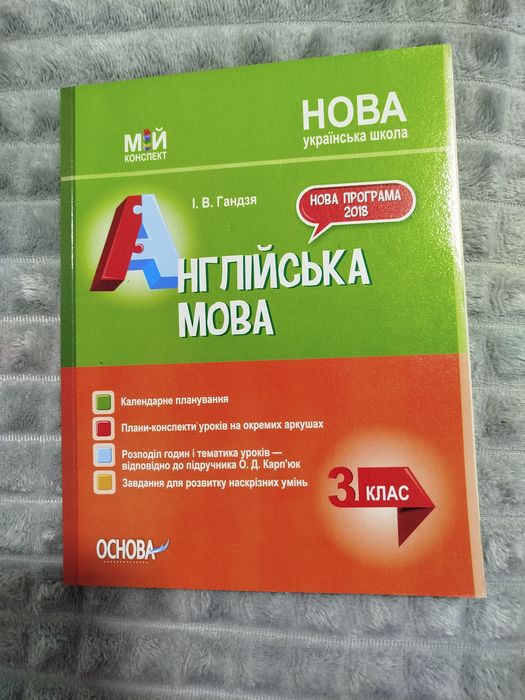 МІЙ
КОНСПЕКТ
НОВА
українська школа
І. В. Гандзя
НОВА ПРОГРАМА
2018
АНГЛІЙСЬКА
МОВА
Календарне планування
Плани-конспекти уроків на окремих аркушах
Розподіл годин і тематика уроків —
відповідно до підручника О. Д. Карп'юк
Завдання для розвитку наскрізних умінь
3 КЛАС
ОСНОВА